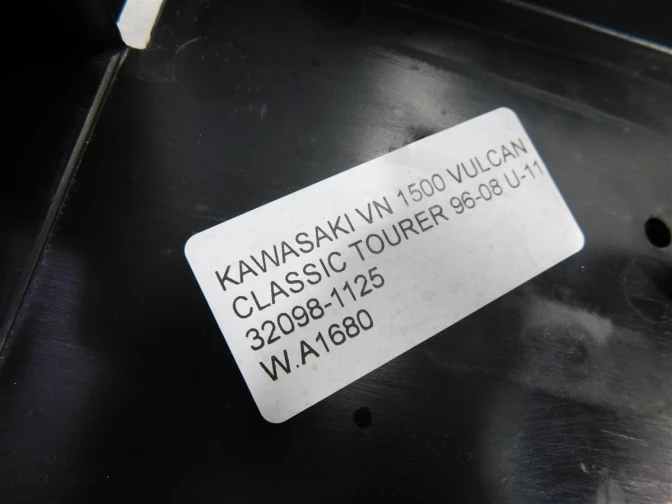 KAWASAKI VN 1500 VULCAN
CLASSIC TOURER 96-08 U-11
32098-1125
W.A1680